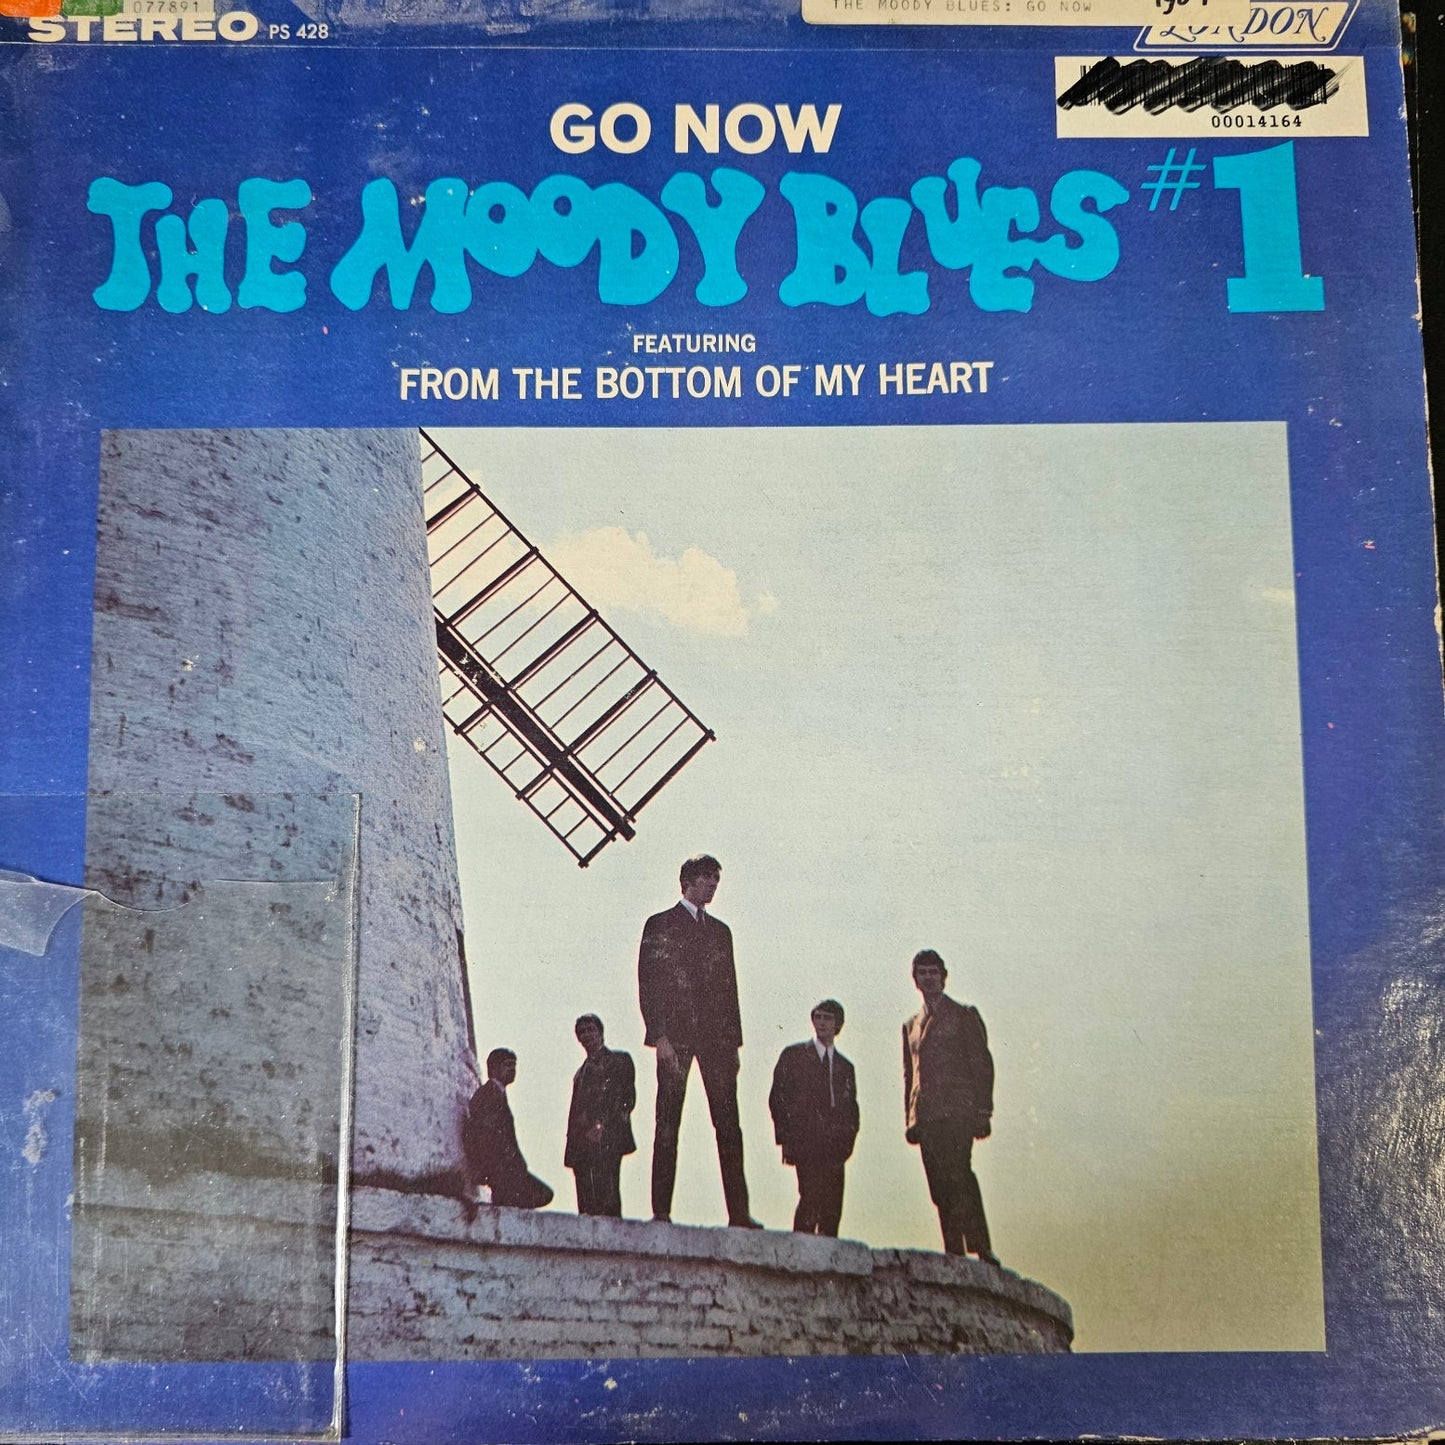 077891
THE MOODY BLUES: GO NOW
STEREO PS 428
LONDON
00014164
GO NOW
THE MOODY BLUES #1
FEATURING
FROM THE BOTTOM OF MY HEART